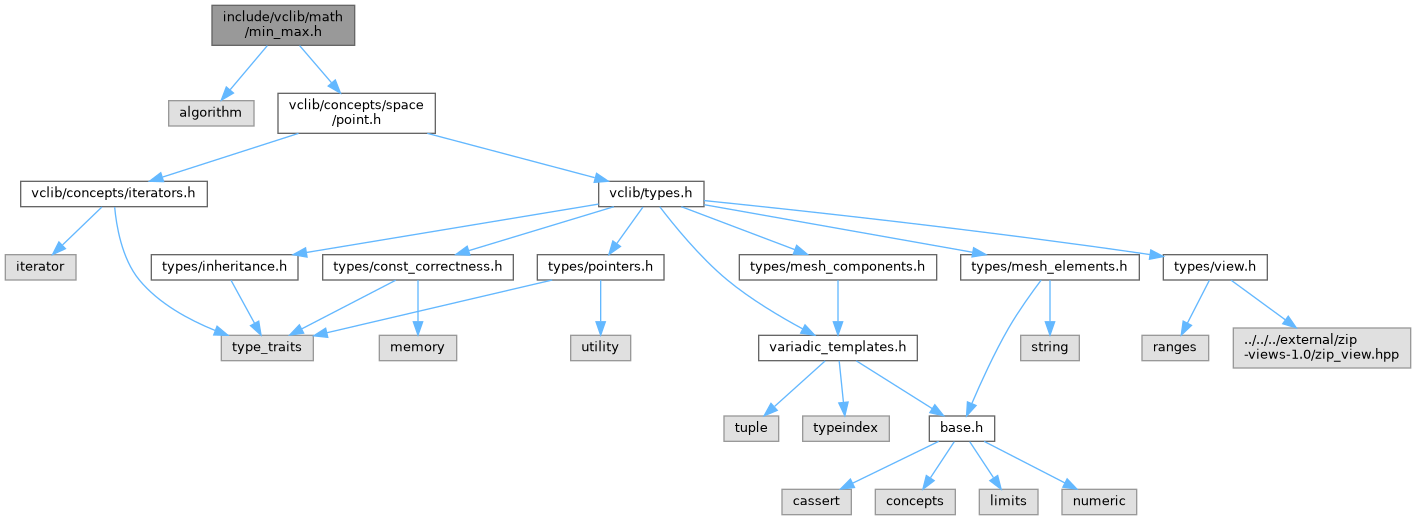 include/vclib/math
/min_max.h
algorithm
vclib/concepts/space
/point.h
vclib/concepts/iterators.h
vclib/types.h
iterator
types/inheritance.h
types/const_correctness.h
types/pointers.h
types/mesh_components.h
types/mesh_elements.h
types/view.h
type_traits
memory
utility
variadic_templates.h
string
ranges
../../../external/zip
-views-1.0/zip_view.hpp
tuple
typeindex
base.h
cassert
concepts
limits
numeric